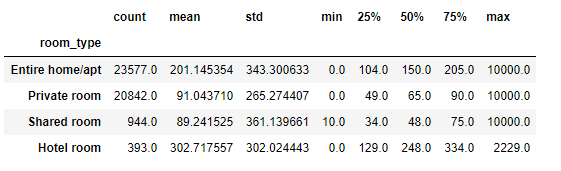 count mean std min 25% 50% 75% max
room_type
Entire home/apt 23577.0 201.145354 343.300633 0.0 104.0 150.0 205.0 10000.0
Private room 20842.0 91.043710 265.274407 0.0 49.0 65.0 90.0 10000.0
Shared room 944.0 89.241525 361.139661 10.0 34.0 48.0 75.0 10000.0
Hotel room 393.0 302.717557 302.024443 0.0 129.0 248.0 334.0 2229.0